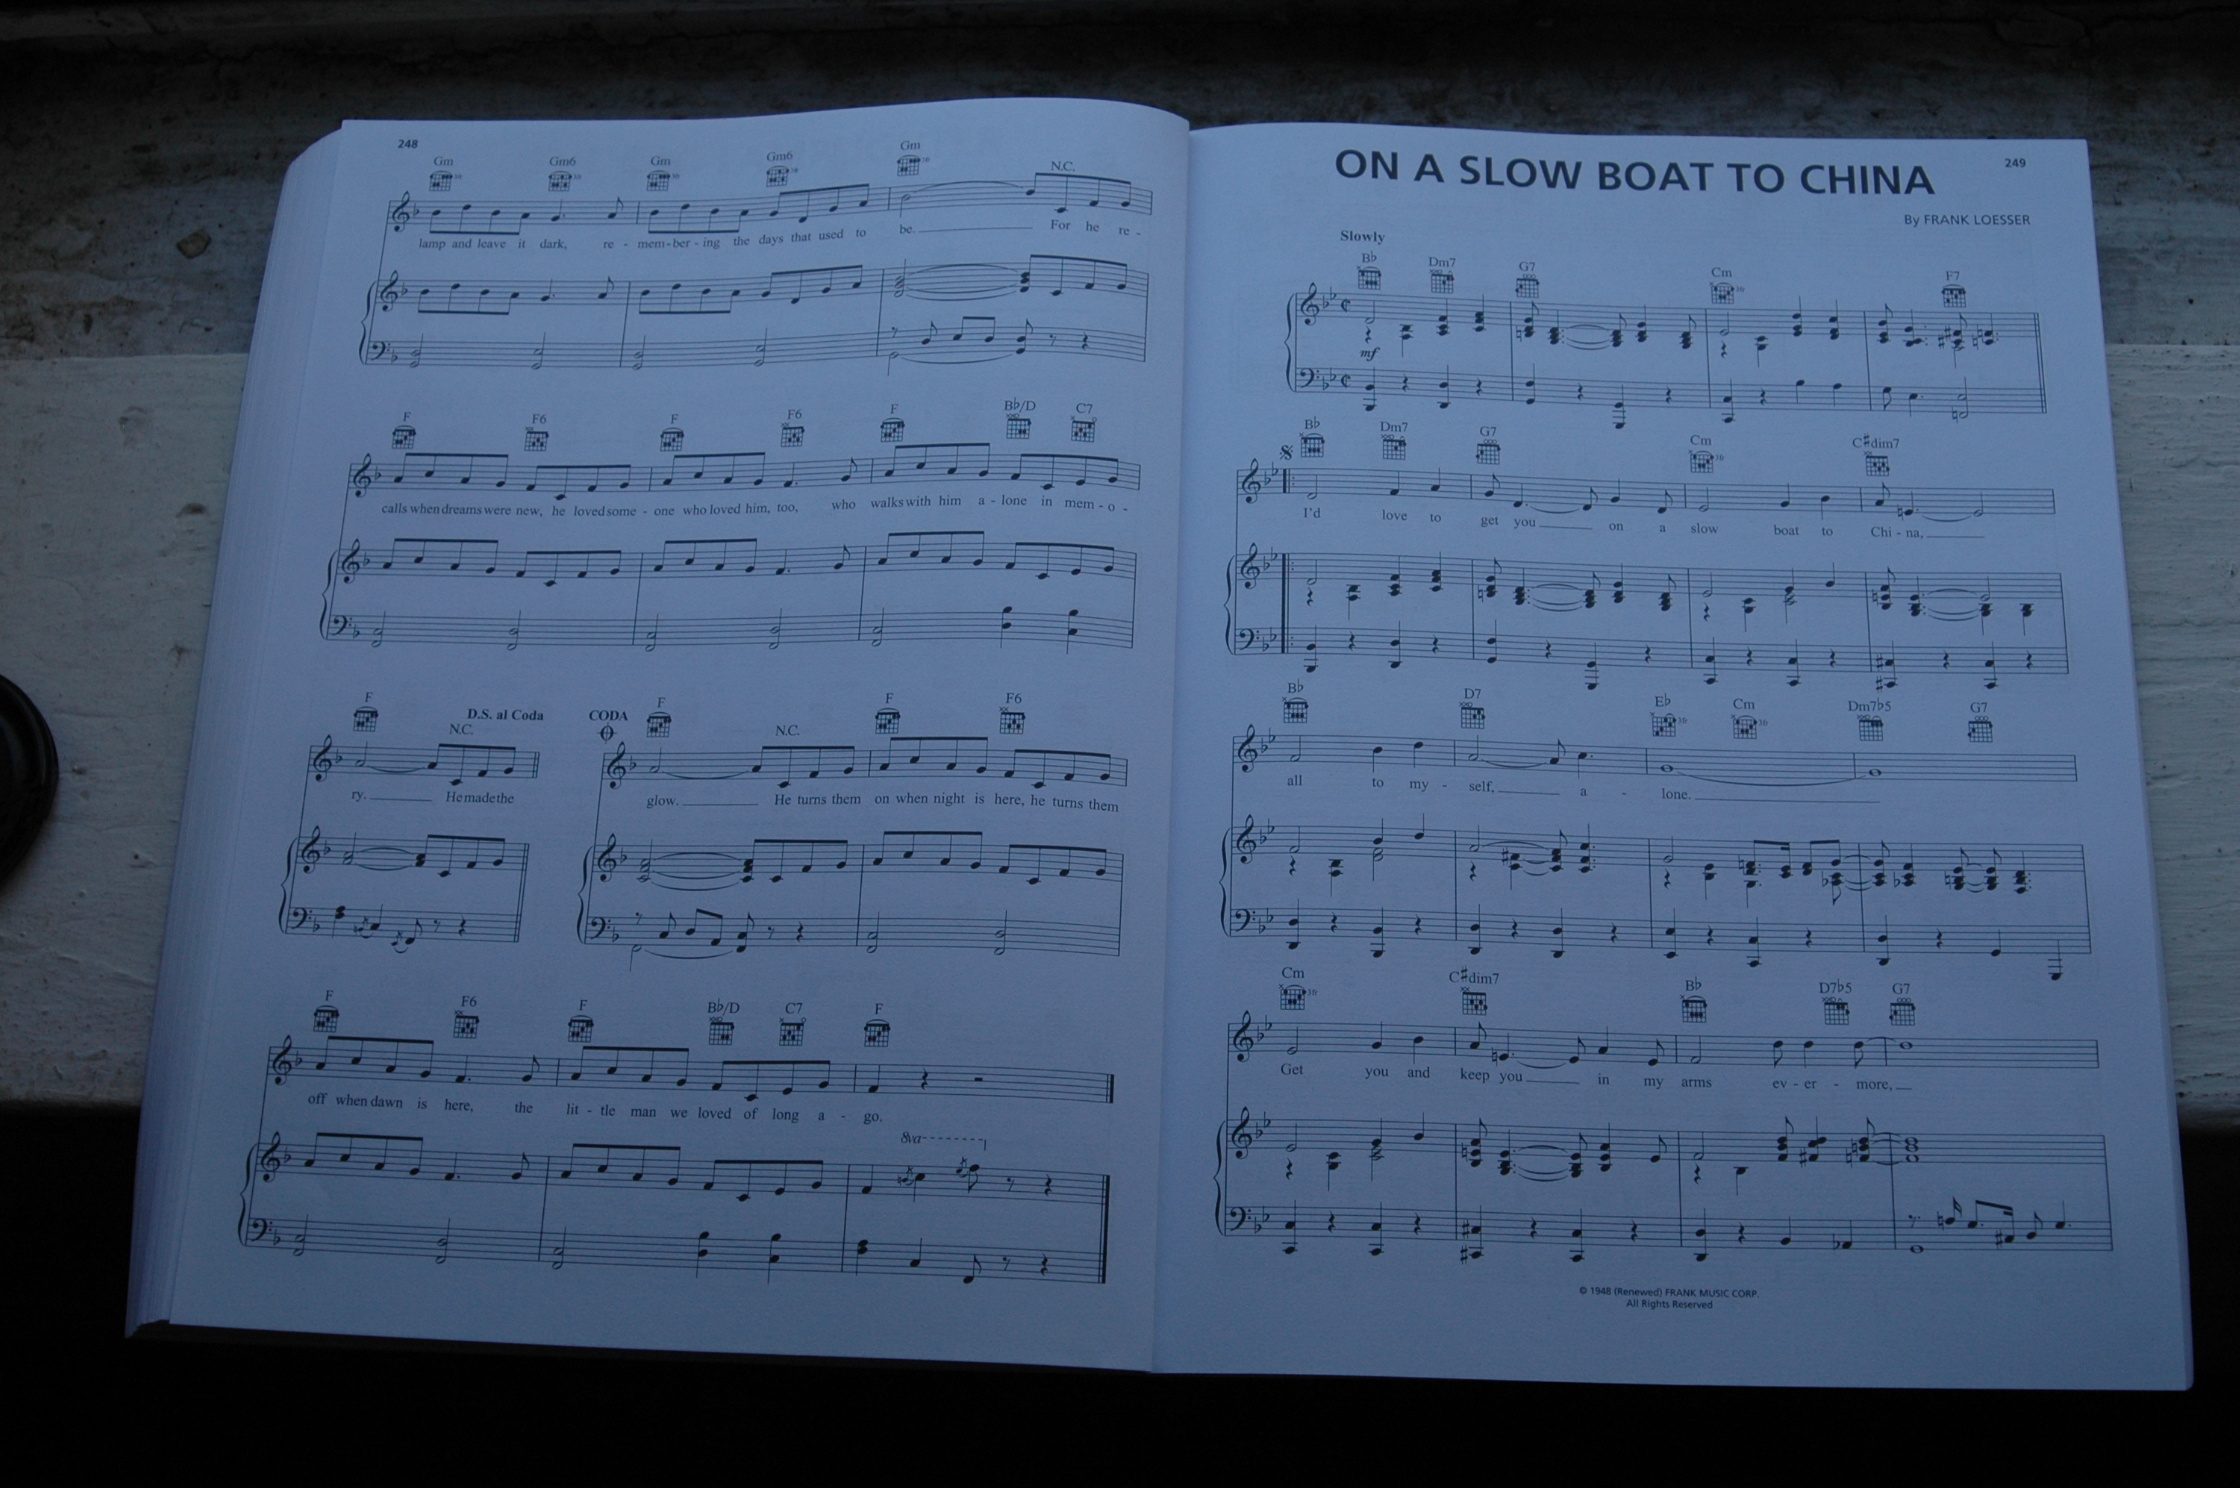 248
Gm Gm6 Gm Gm6 Gm N.C.
lamp and leave it dark, re - mem - ber - ing the days that used to be. For he re -
F F6 F F6 F B♭/D C7
calls when dreams were new, he loved some - one who loved him, too, who walks with him a - lone in mem - o -
F N.C. D.S. al Coda CODA F N.C. F F6
ry. He made the glow. He turns them on when night is here, he turns them
F F6 F B♭/D C7 F
off when dawn is here, the lit - tle man we loved of long a - go.
8va
249
ON A SLOW BOAT TO CHINA
By FRANK LOESSER
Slowly
B♭ Dm7 G7 Cm F7
mf
B♭ Dm7 G7 Cm C♯dim7
I'd love to get you on a slow boat to Chi - na,
B♭ D7 E♭ Cm Dm7♭5 G7
all to my - self, a - lone.
Cm C♯dim7 B♭ D7♭5 G7
Get you and keep you in my arms ev - er - more,
© 1948 (Renewed) FRANK MUSIC CORP.
All Rights Reserved